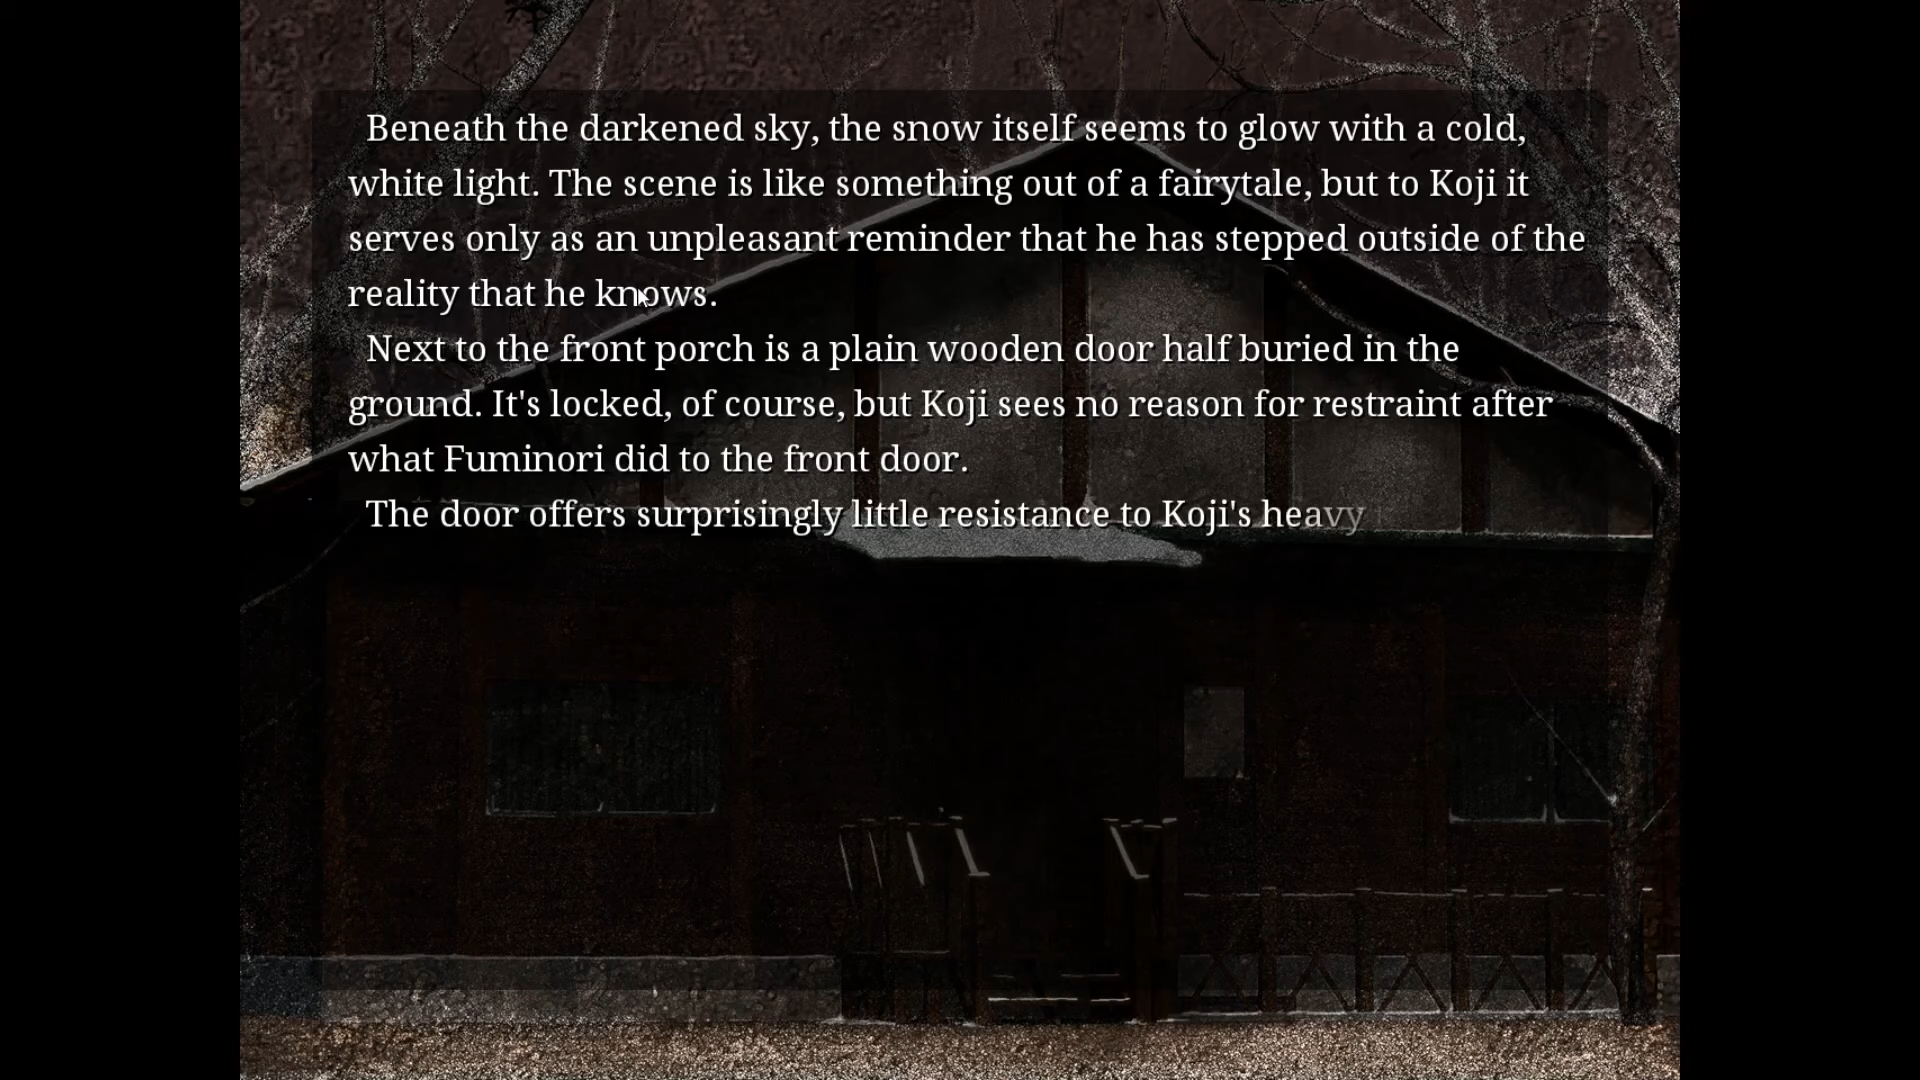 Beneath the darkened sky, the snow itself seems to glow with a cold,
white light. The scene is like something out of a fairytale, but to Koji it
serves only as an unpleasant reminder that he has stepped outside of the
reality that he knows.
Next to the front porch is a plain wooden door half buried in the
ground. It's locked, of course, but Koji sees no reason for restraint after
what Fuminori did to the front door.
The door offers surprisingly little resistance to Koji's heavy